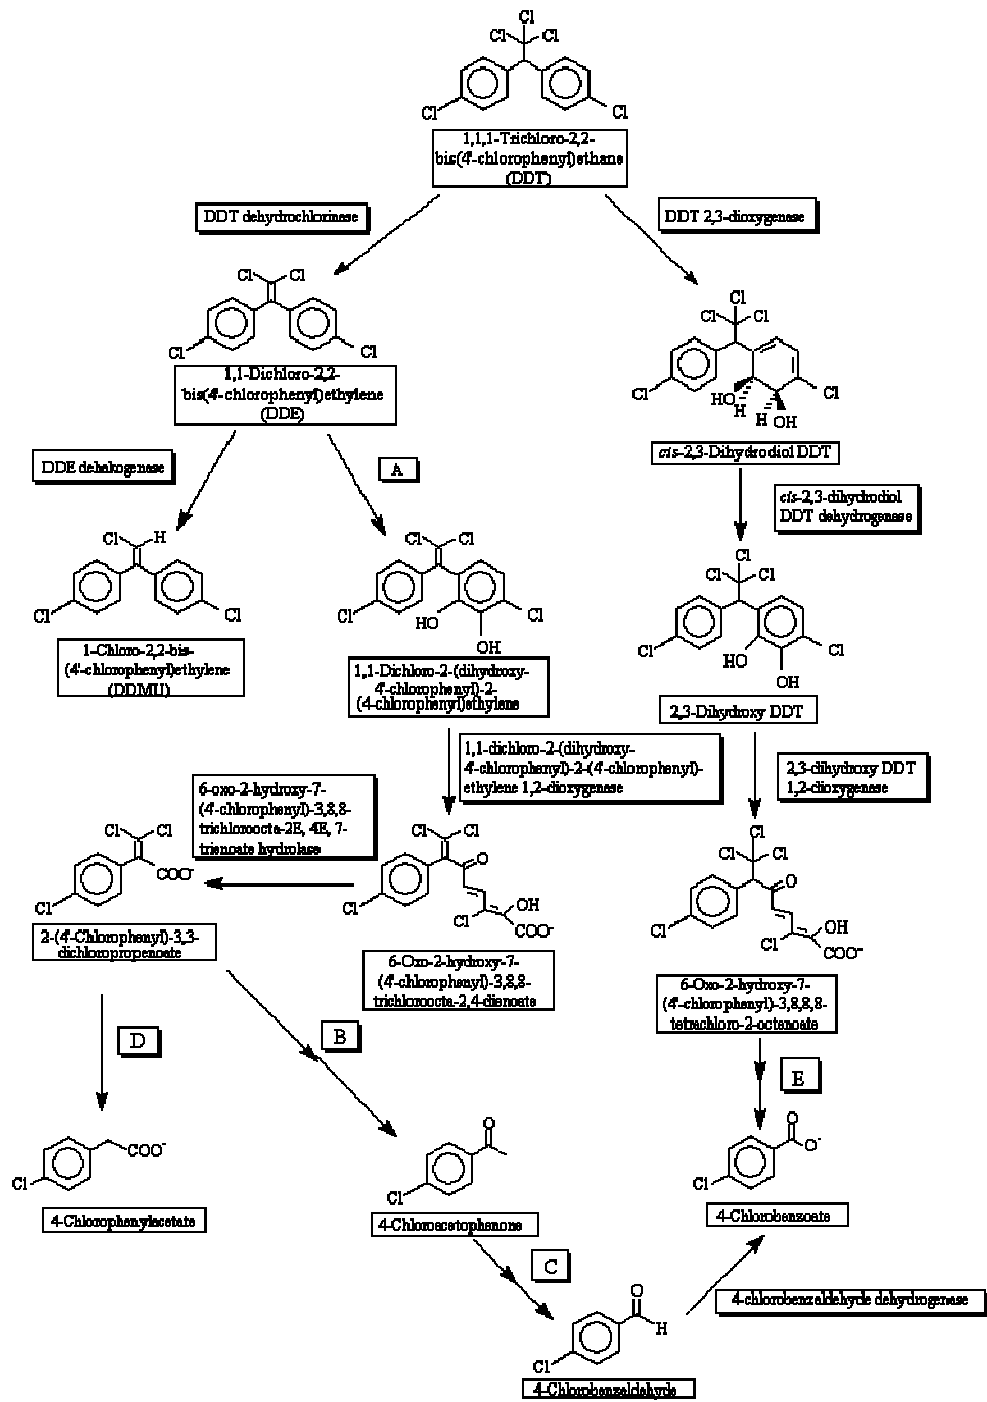 Cl
Cl Cl
Cl Cl
1,1,1-Trichloro-2,2-
bis(4'-chlorophenyl)ethane
(DDT)
DDT dehydrochlorinase
DDT 2,3-dioxygenase
Cl Cl
Cl Cl
1,1-Dichloro-2,2-
bis(4'-chlorophenyl)ethylene
(DDE)
Cl
Cl Cl
Cl Cl
HO H H OH
cis-2,3-Dihydrodiol DDT
DDE dehalogenase
A
cis-2,3-dihydrodiol
DDT dehydrogenase
Cl H
Cl Cl
1-Chloro-2,2-bis-
(4'-chlorophenyl)ethylene
(DDMU)
Cl Cl
Cl Cl
HO
OH
1,1-Dichloro-2-(dihydroxy-
4'-chlorophenyl)-2-
(4-chlorophenyl)ethylene
Cl
Cl Cl
Cl Cl
HO
OH
2,3-Dihydroxy DDT
1,1-dichloro-2-(dihydroxy-
4'-chlorophenyl)-2-(4'-chlorophenyl)-
ethylene 1,2-dioxygenase
2,3-dihydroxy DDT
1,2-dioxygenase
6-oxo-2-hydroxy-7-
(4'-chlorophenyl)-3,8,8-
trichloroocta-2E, 4E, 7-
trienoate hydrolase
Cl Cl
COO-
Cl
2-(4'-Chlorophenyl)-3,3-
dichloropropenoate
Cl Cl
O
Cl
Cl OH
COO-
6-Oxo-2-hydroxy-7-
(4'-chlorophenyl)-3,8,8-
trichloroocta-2,4-dienoate
Cl
Cl Cl
O
Cl
Cl OH
COO-
6-Oxo-2-hydroxy-7-
(4'-chlorophenyl)-3,8,8,8-
tetrachloro-2-octenoate
D
B
E
COO-
Cl
4-Chlorophenylacetate
O
Cl
4-Chloroacetophenone
O
O-
Cl
4-Chlorobenzoate
C
4-chlorobenzaldehyde dehydrogenase
O
H
Cl
4-Chlorobenzaldehyde